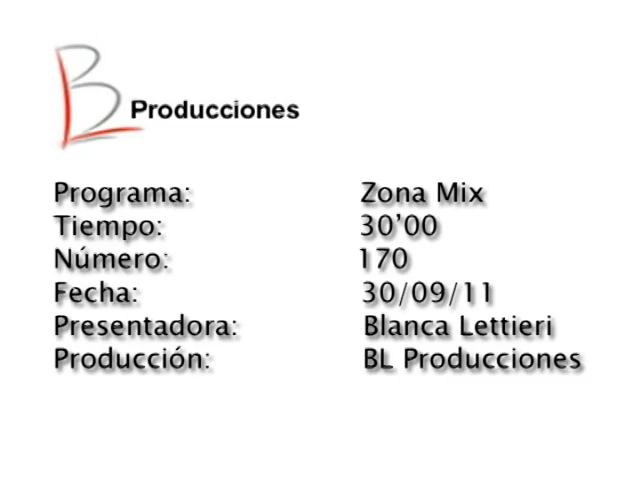 BL Producciones
Programa: Zona Mix
Tiempo: 30’00
Número: 170
Fecha: 30/09/11
Presentadora: Blanca Lettieri
Producción: BL Producciones